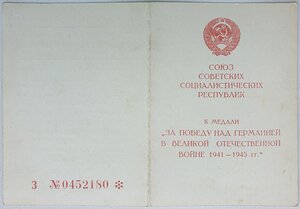 З №0452180 ✻
СОЮЗ
СОВЕТСКИХ
СОЦИАЛИСТИЧЕСКИХ
РЕСПУБЛИК
К МЕДАЛИ
„ЗА ПОБЕДУ НАД ГЕРМАНИЕЙ
В ВЕЛИКОЙ ОТЕЧЕСТВЕННОЙ
ВОЙНЕ 1941—1945 гг.“